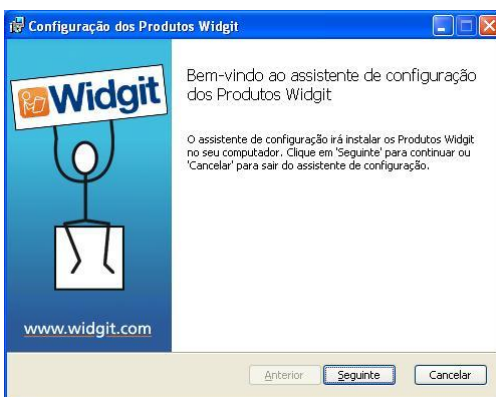 Configuração dos Produtos Widgit
Widgit
www.widgit.com
Bem-vindo ao assistente de configuração
dos Produtos Widgit
O assistente de configuração irá instalar os Produtos Widgit
no seu computador. Clique em 'Seguinte' para continuar ou
'Cancelar' para sair do assistente de configuração.
Anterior
Seguinte
Cancelar